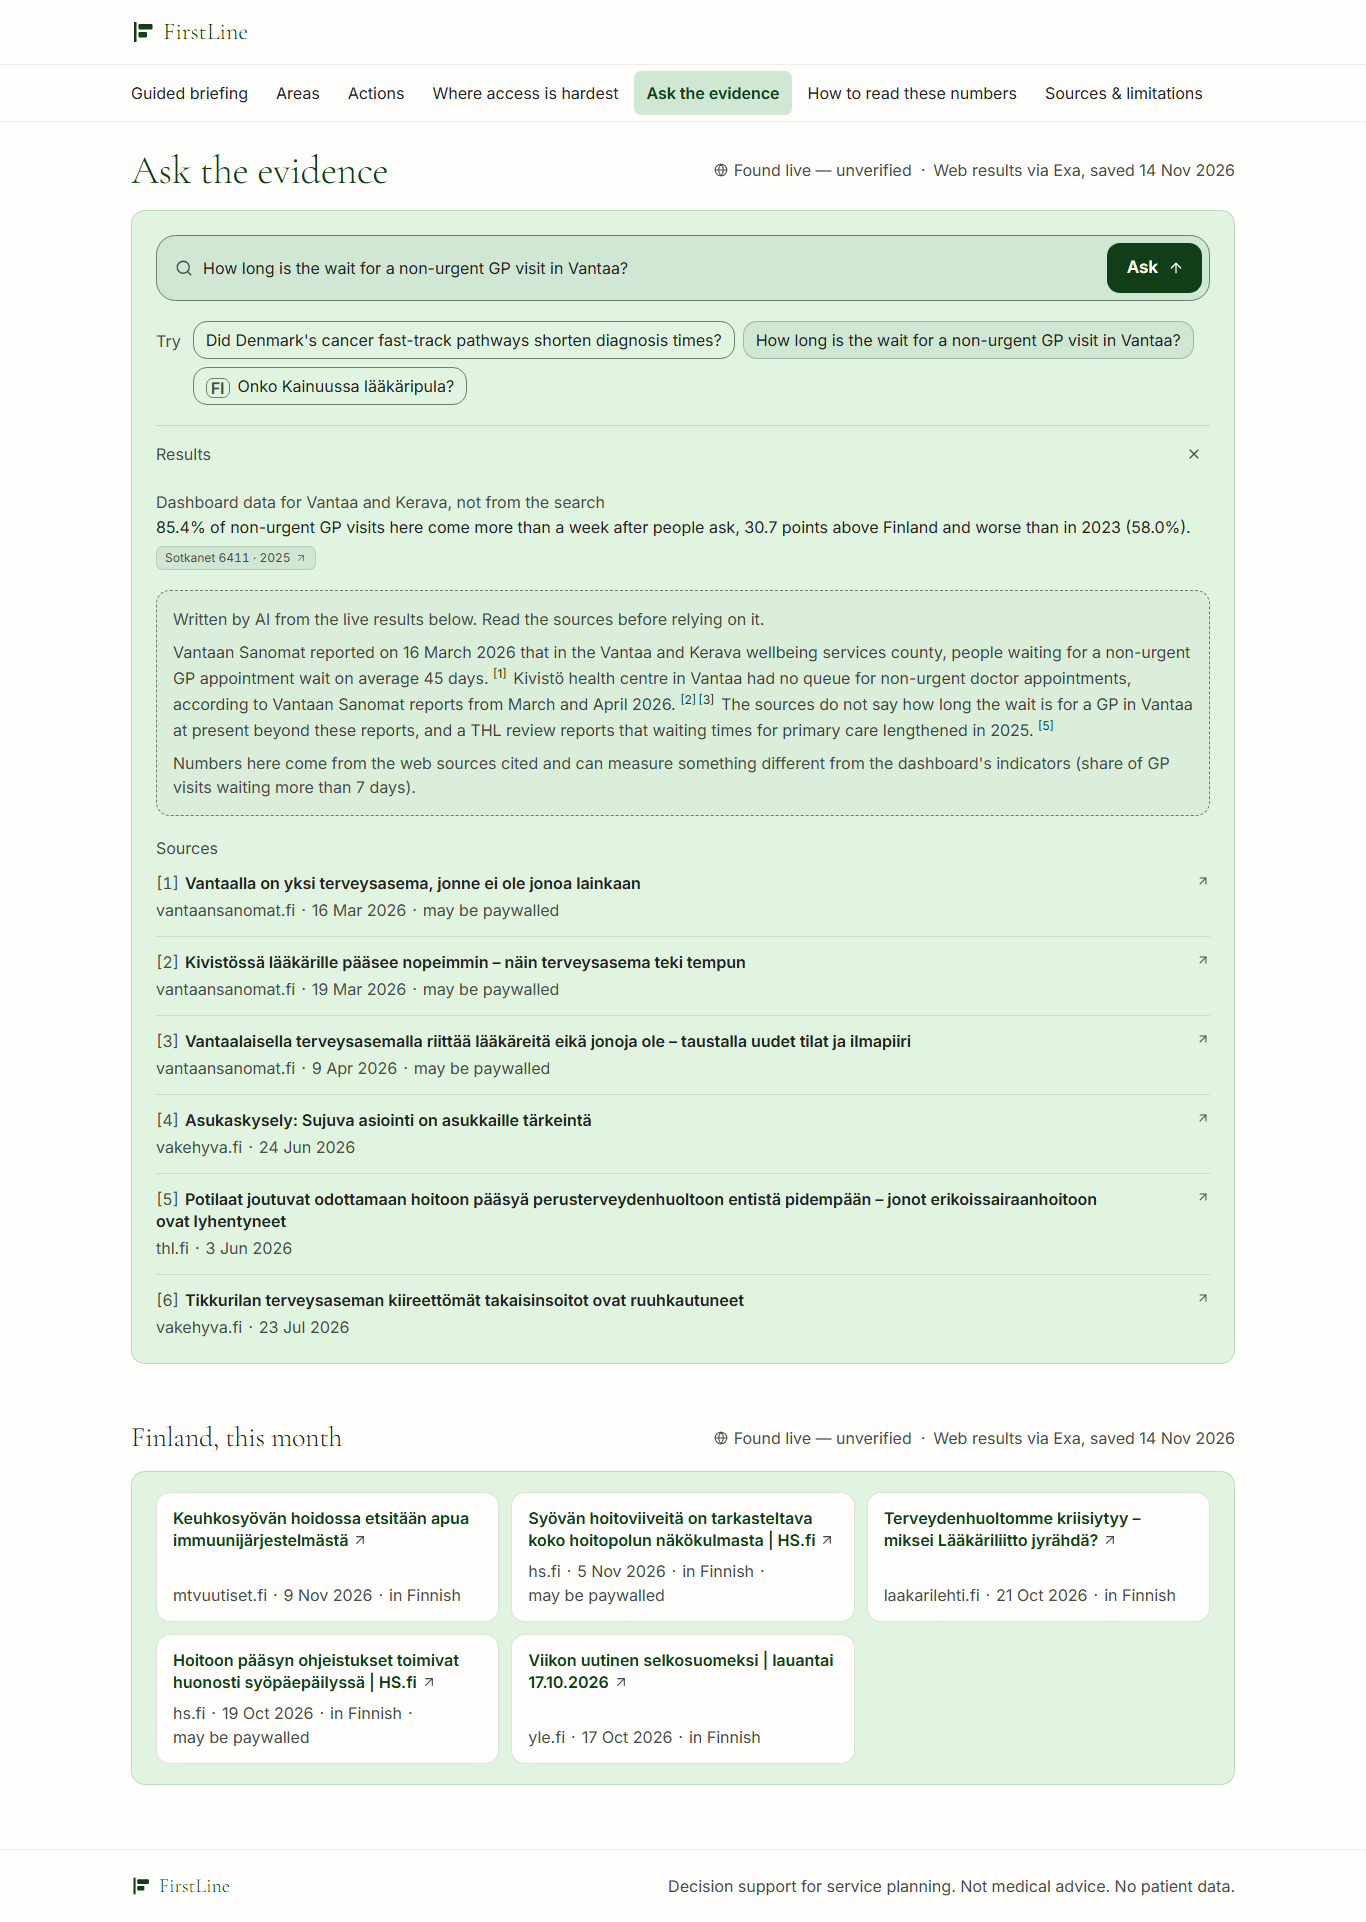 FirstLine
Guided briefing Areas Actions Where access is hardest Ask the evidence How to read these numbers Sources & limitations
Ask the evidence
Found live — unverified · Web results via Exa, saved 14 Nov 2026
How long is the wait for a non-urgent GP visit in Vantaa?
Ask
Try
Did Denmark's cancer fast-track pathways shorten diagnosis times?
How long is the wait for a non-urgent GP visit in Vantaa?
FI Onko Kainuussa lääkäripula?
Results
Dashboard data for Vantaa and Kerava, not from the search
85.4% of non-urgent GP visits here come more than a week after people ask, 30.7 points above Finland and worse than in 2023 (58.0%).
Sotkanet 6411 · 2025
Written by AI from the live results below. Read the sources before relying on it.
Vantaan Sanomat reported on 16 March 2026 that in the Vantaa and Kerava wellbeing services county, people waiting for a non-urgent
GP appointment wait on average 45 days. [1] Kivistö health centre in Vantaa had no queue for non-urgent doctor appointments,
according to Vantaan Sanomat reports from March and April 2026. [2] [3] The sources do not say how long the wait is for a GP in Vantaa
at present beyond these reports, and a THL review reports that waiting times for primary care lengthened in 2025. [5]
Numbers here come from the web sources cited and can measure something different from the dashboard's indicators (share of GP
visits waiting more than 7 days).
Sources
[1] Vantaalla on yksi terveysasema, jonne ei ole jonoa lainkaan
vantaansanomat.fi · 16 Mar 2026 · may be paywalled
[2] Kivistössä lääkärille pääsee nopeimmin – näin terveysasema teki tempun
vantaansanomat.fi · 19 Mar 2026 · may be paywalled
[3] Vantaalaisella terveysasemalla riittää lääkäreitä eikä jonoja ole – taustalla uudet tilat ja ilmapiiri
vantaansanomat.fi · 9 Apr 2026 · may be paywalled
[4] Asukaskysely: Sujuva asiointi on asukkaille tärkeintä
vakehyva.fi · 24 Jun 2026
[5] Potilaat joutuvat odottamaan hoitoon pääsyä perusterveydenhuoltoon entistä pidempään – jonot erikoissairaanhoitoon
ovat lyhentyneet
thl.fi · 3 Jun 2026
[6] Tikkurilan terveysaseman kiireettömät takaisinsoitot ovat ruuhkautuneet
vakehyva.fi · 23 Jul 2026
Finland, this month
Found live — unverified · Web results via Exa, saved 14 Nov 2026
Keuhkosyövän hoidossa etsitään apua
immuunijärjestelmästä
mtvuutiset.fi · 9 Nov 2026 · in Finnish
Syövän hoitoviiveitä on tarkasteltava
koko hoitopolun näkökulmasta | HS.fi
hs.fi · 5 Nov 2026 · in Finnish ·
may be paywalled
Terveydenhuoltomme kriisiytyy –
miksei Lääkäriliitto jyrähdä?
laakarilehti.fi · 21 Oct 2026 · in Finnish
Hoitoon pääsyn ohjeistukset toimivat
huonosti syöpäepäilyssä | HS.fi
hs.fi · 19 Oct 2026 · in Finnish ·
may be paywalled
Viikon uutinen selkosuomeksi | lauantai
17.10.2026
yle.fi · 17 Oct 2026 · in Finnish
FirstLine
Decision support for service planning. Not medical advice. No patient data.